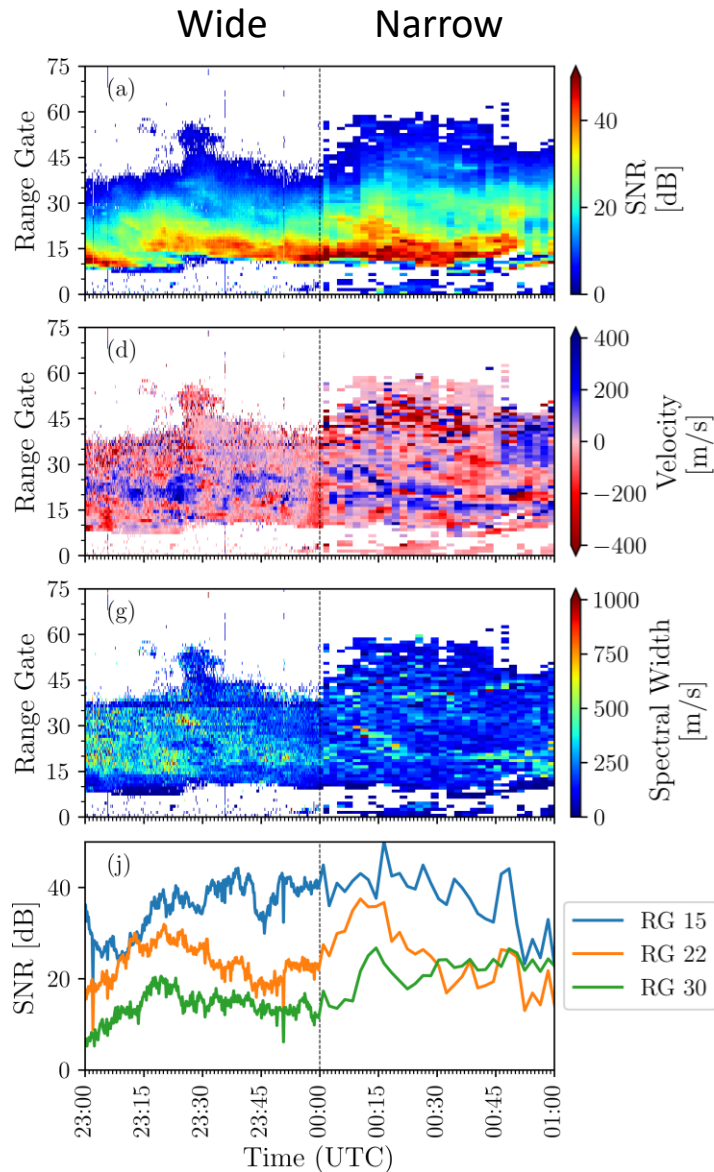 Wide Narrow
(a)
75
60
45
30
15
0
Range Gate
40
20
0
SNR
[dB]
(d)
75
60
45
30
15
0
Range Gate
400
200
0
−200
−400
Velocity
[m/s]
(g)
75
60
45
30
15
0
Range Gate
1000
750
500
250
0
Spectral Width
[m/s]
(j)
40
20
0
SNR [dB]
RG 15
RG 22
RG 30
23:00
23:15
23:30
23:45
00:00
00:15
00:30
00:45
01:00
Time (UTC)